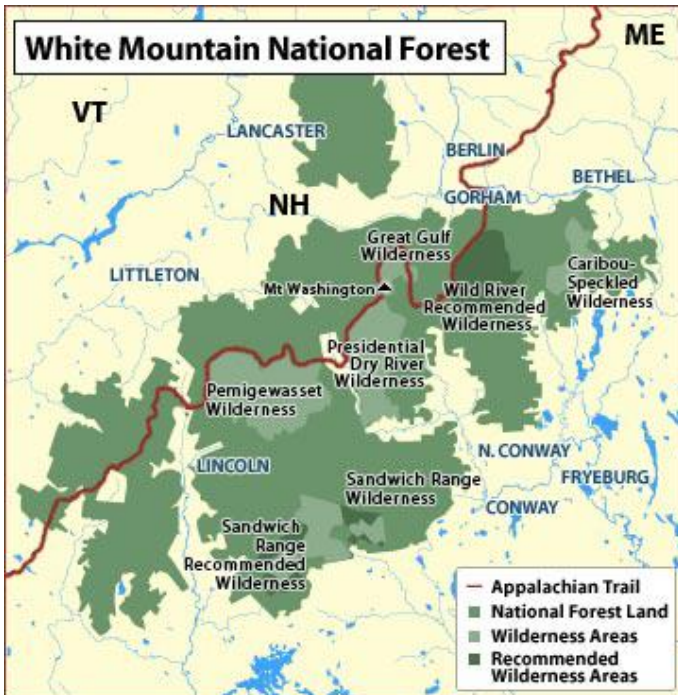 White Mountain National Forest
ME
VT
LANCASTER
BERLIN
BETHEL
GORHAM
NH
Great Gulf
Wilderness
LITTLETON
Mt Washington
Caribou-
Speckled
Wilderness
Wild River
Recommended
Wilderness
Presidential
Dry River
Wilderness
Pemigewasset
Wilderness
N. CONWAY
LINCOLN
FRYEBURG
Sandwich Range
Wilderness
CONWAY
Sandwich
Range
Recommended
Wilderness
Appalachian Trail
National Forest Land
Wilderness Areas
Recommended
Wilderness Areas